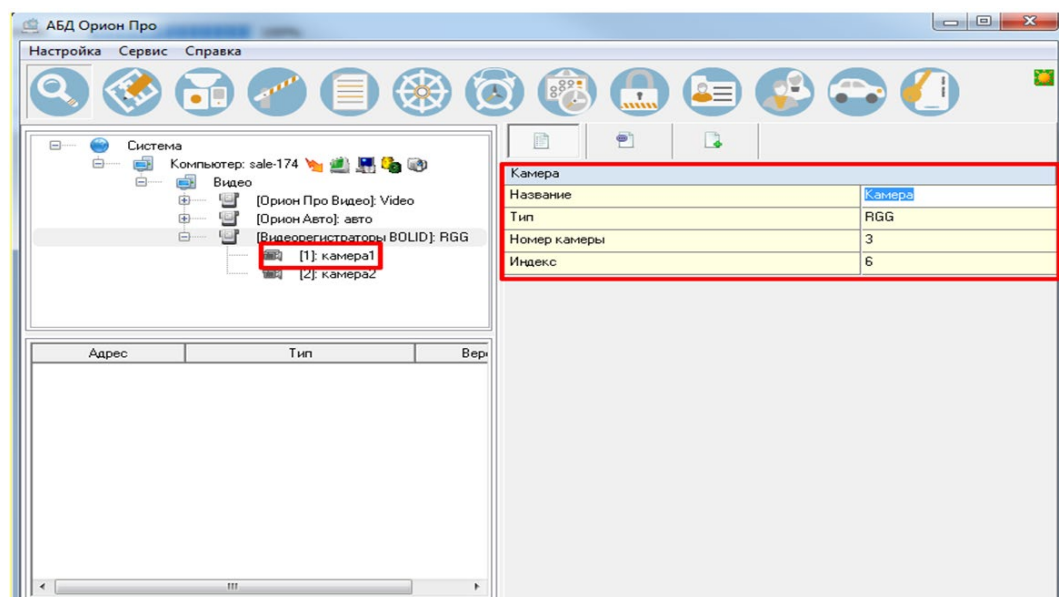 АБД Орион Про
Настройка Сервис Справка
Система
Компьютер: sale-174
Видео
[Орион Про Видео]: Video
[Орион Авто]: авто
[Видеорегистраторы BOLID]: RGG
[1]: камера1
[2]: камера2
Адрес Тип Верс
Камера
Название Камера
Тип RGG
Номер камеры 3
Индекс 6